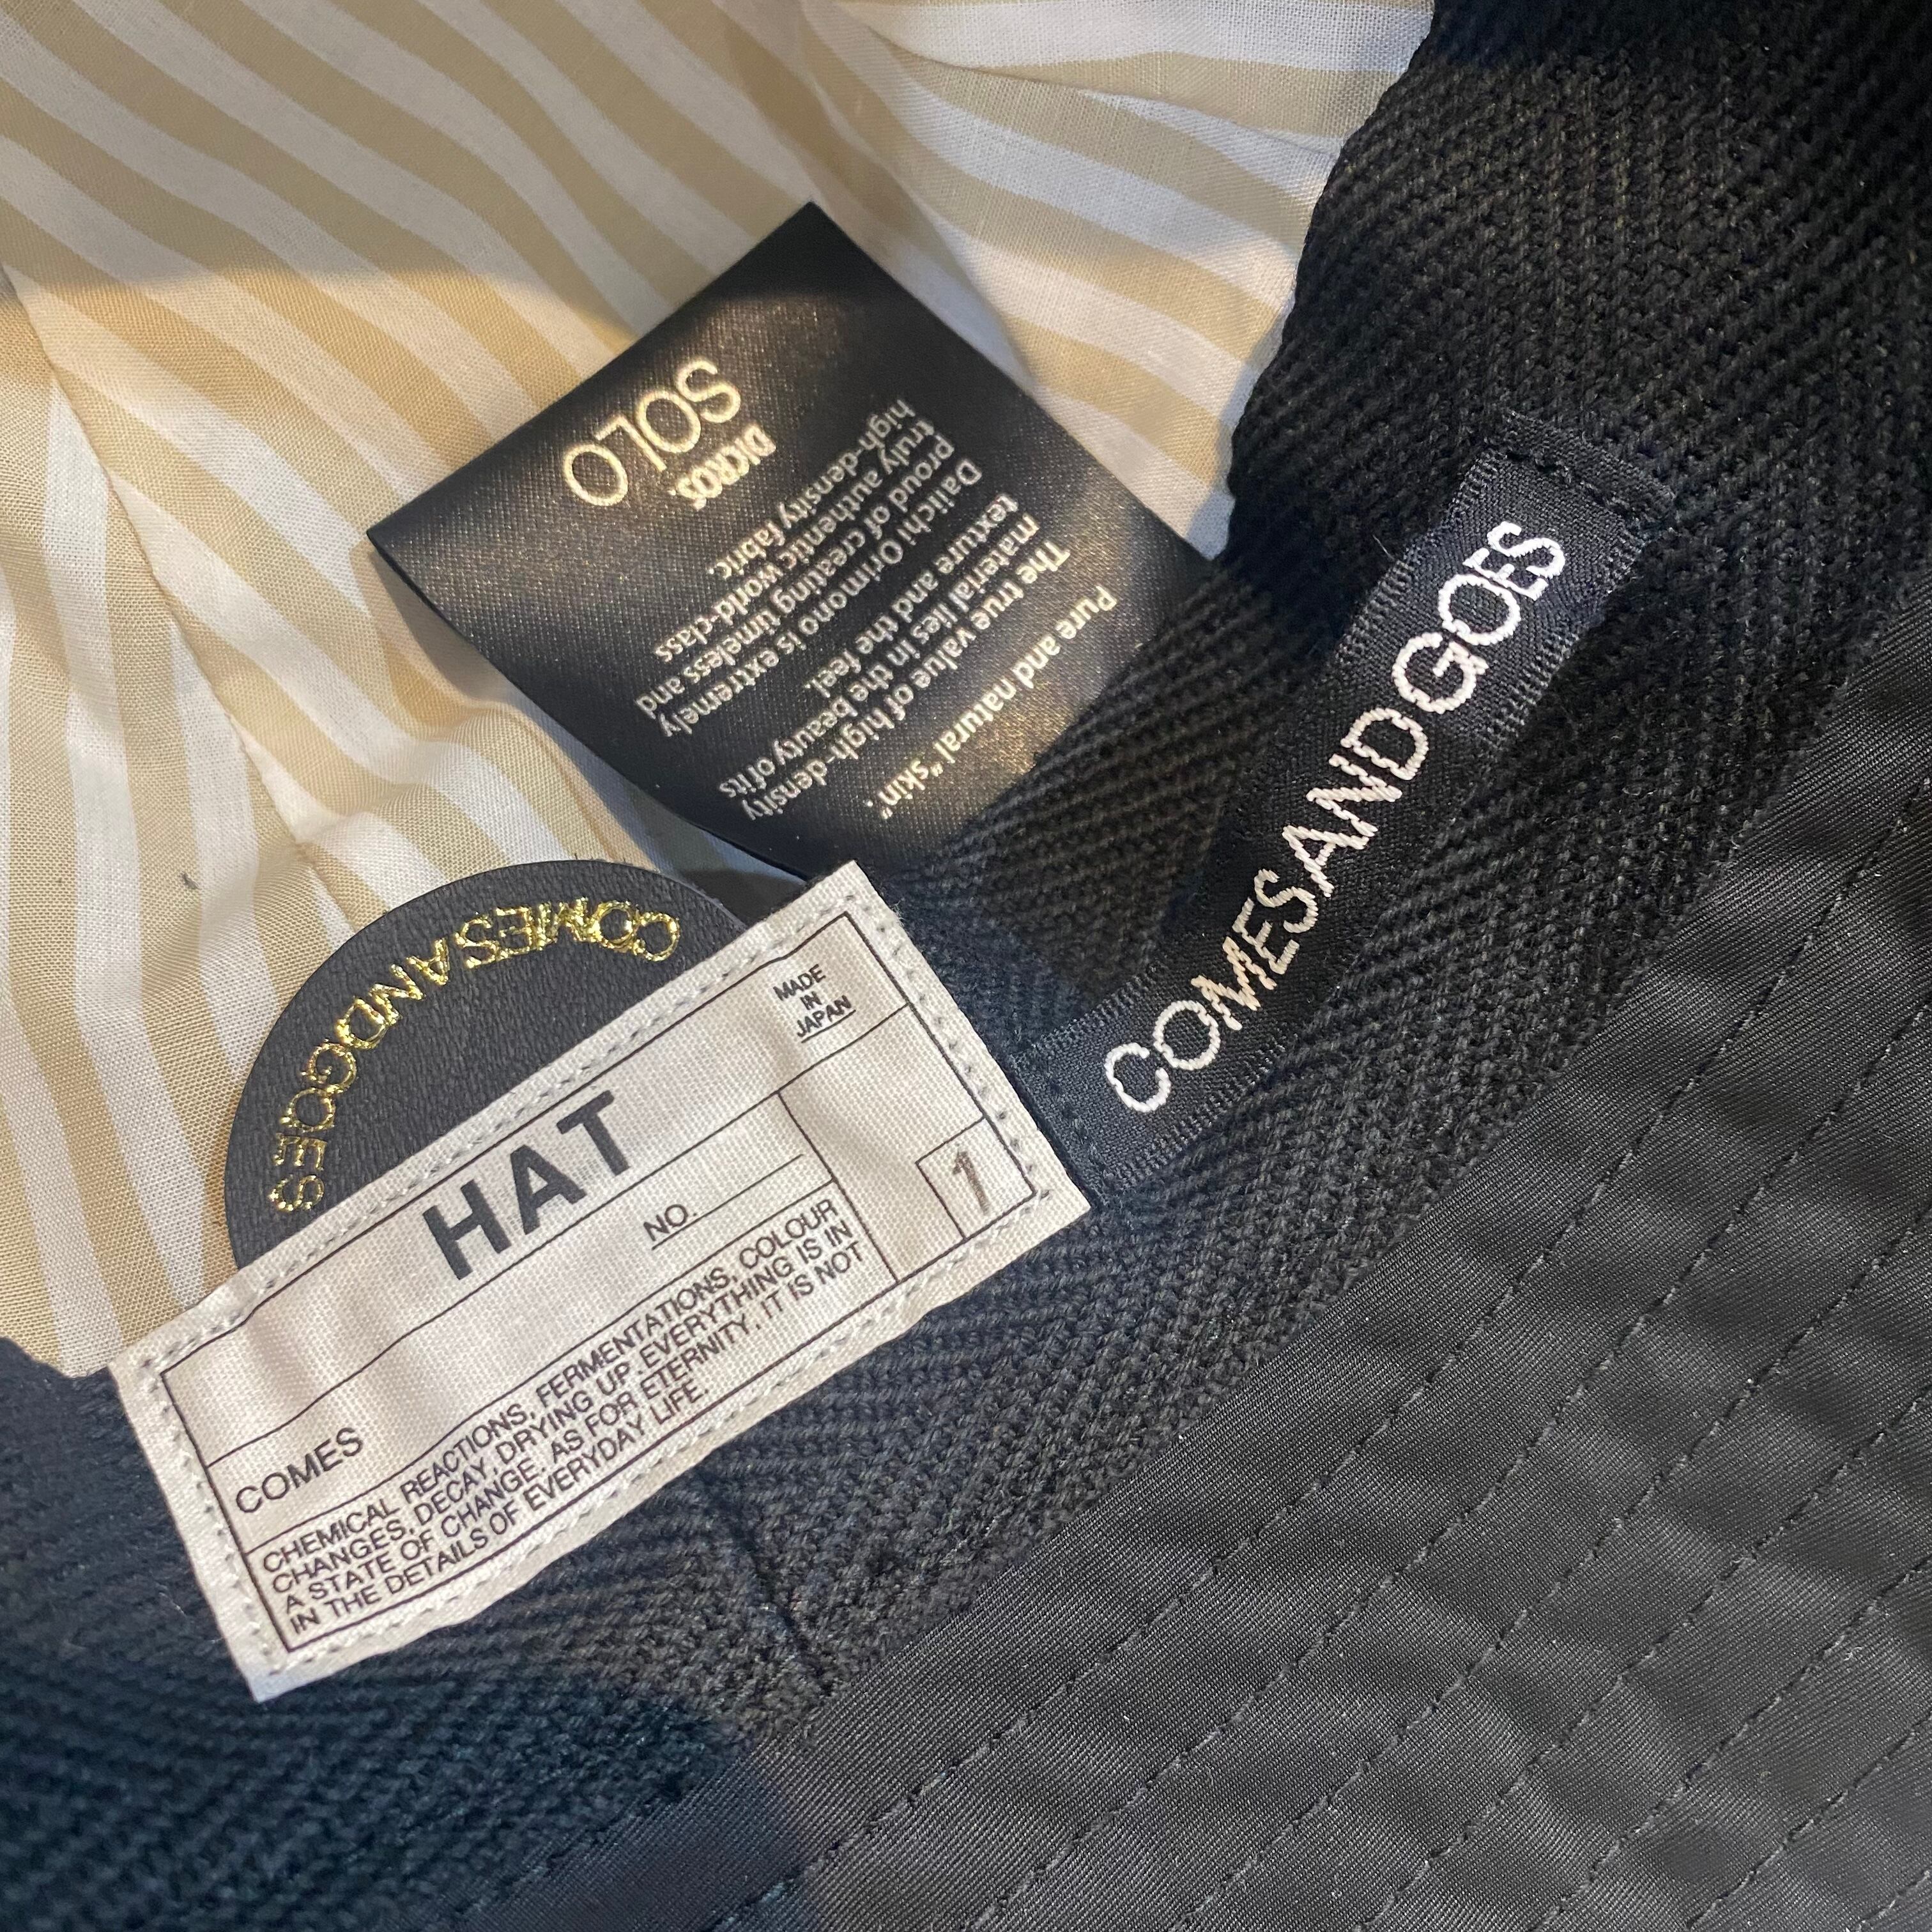 SOLO
DICROS.
Pure and natural "skin".
The true value of high-density
material lies in the beauty of its
texture and the feel.
Daiichi Orimono is extremely
proud of creating timeless and
truly authentic world-class
high-density fabric
COMESANDGOES
COMESANDGOES
MADE
IN
JAPAN
HAT
NO.
1
COMES
CHEMICAL REACTIONS, FERMENTATIONS, COLOUR
CHANGES, DECAY, DRYING UP. EVERYTHING IS IN
A STATE OF CHANGE. AS FOR ETERNITY, IT IS NOT
IN THE DETAILS OF EVERYDAY LIFE.